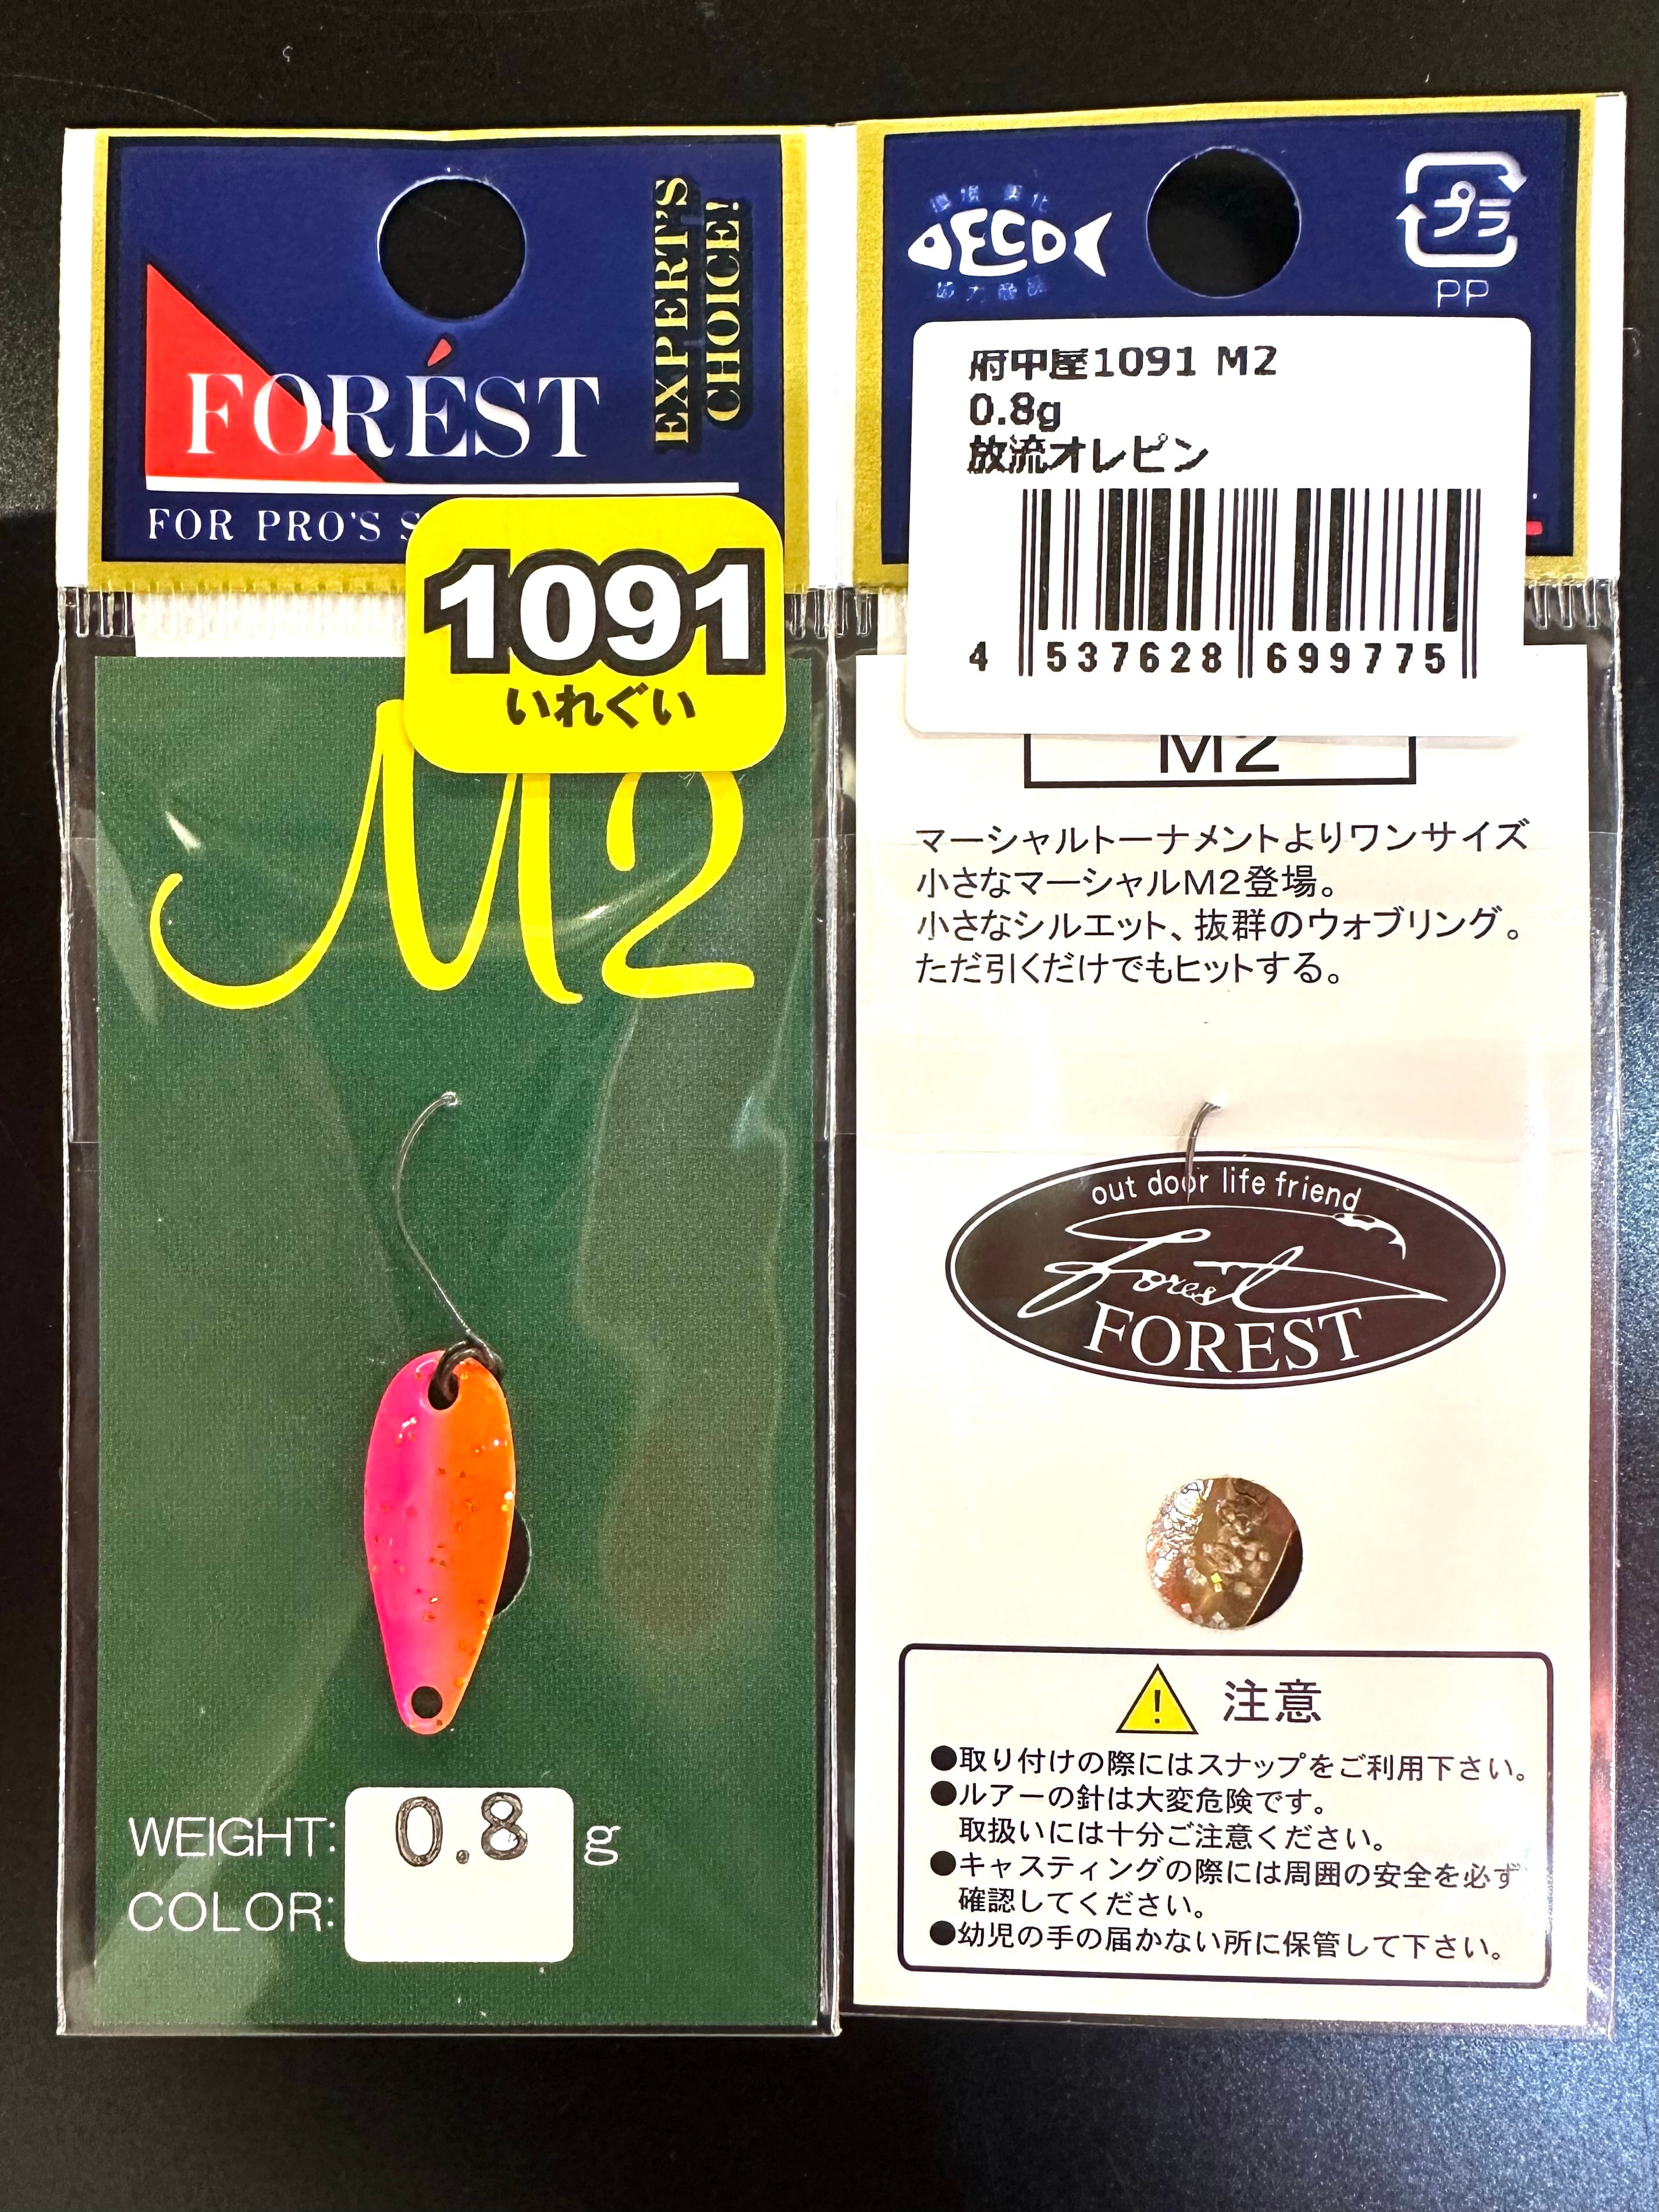 FORÉST
EXPERT'S
CHOICE!
FOR PRO'S S
1091
いれぐい
M2
WEIGHT: 0.8 g
COLOR:
ECO
プラ
PP
府中屋1091 M2
0.8g
放流オレピン
4 537628 699775
M2
マーシャルトーナメントよりワンサイズ
小さなマーシャルM2登場。
小さなシルエット、抜群のウォブリング。
ただ引くだけでもヒットする。
out door life friend
Forest
FOREST
注意
●取り付けの際にはスナップをご利用下さい。
●ルアーの針は大変危険です。
取扱いには十分ご注意ください。
●キャスティングの際には周囲の安全を必ず
確認してください。
●幼児の手の届かない所に保管して下さい。